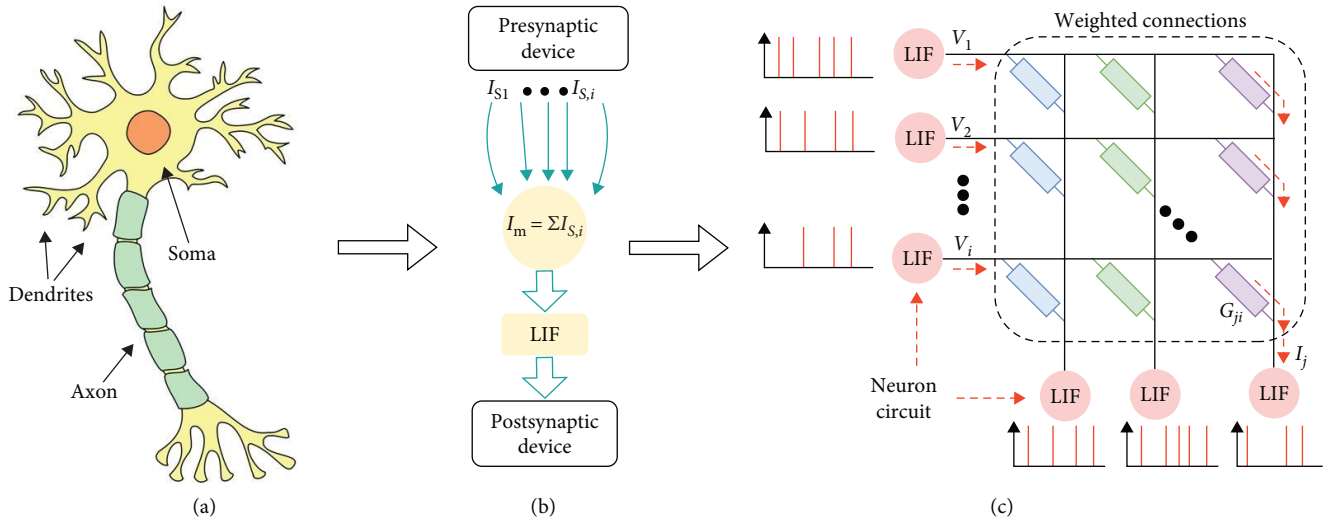 Dendrites
Soma
Axon
(a)
Presynaptic
device
I_S1 ● ● ● I_S,i
I_m = ΣI_S,i
LIF
Postsynaptic
device
(b)
Weighted connections
LIF
V_1
LIF
V_2
LIF
V_i
G_ji
I_j
Neuron
circuit
LIF
LIF
LIF
(c)